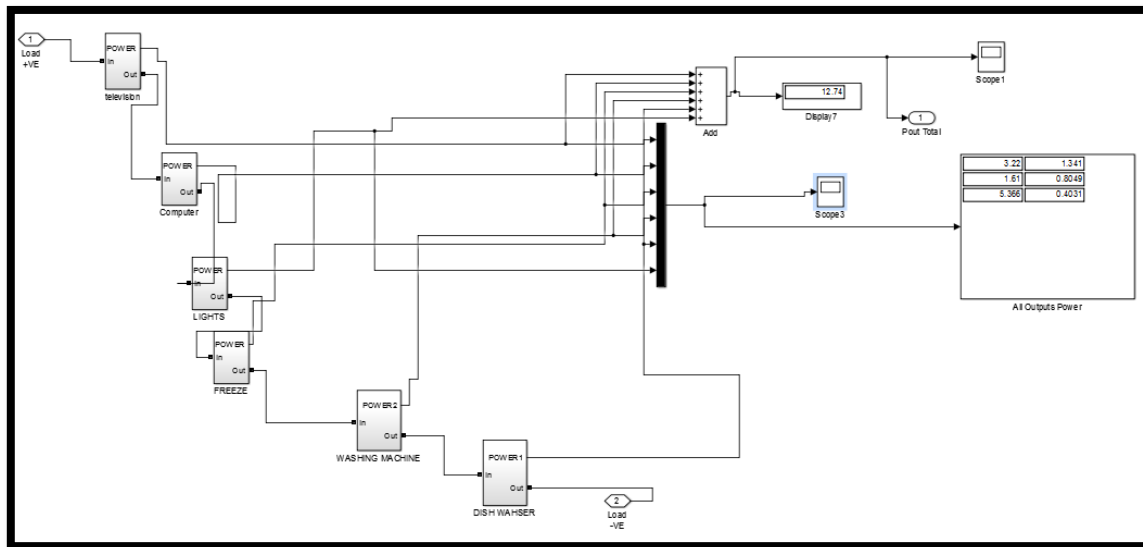 1
Load
+VE
POWER
In
Out
television
POWER
In
Out
Computer
POWER
In
Out
LIGHTS
POWER
In
Out
FREEZE
POWER2
In
Out
WASHING MACHINE
POWER1
In
Out
DISH WAHSER
2
Load
-VE
+
+
+
+
+
+
Add
12.74
Display7
Scope1
1
Pout Total
Scope3
3.22 1.341
1.61 0.8049
5.366 0.4031
All Outputs Power